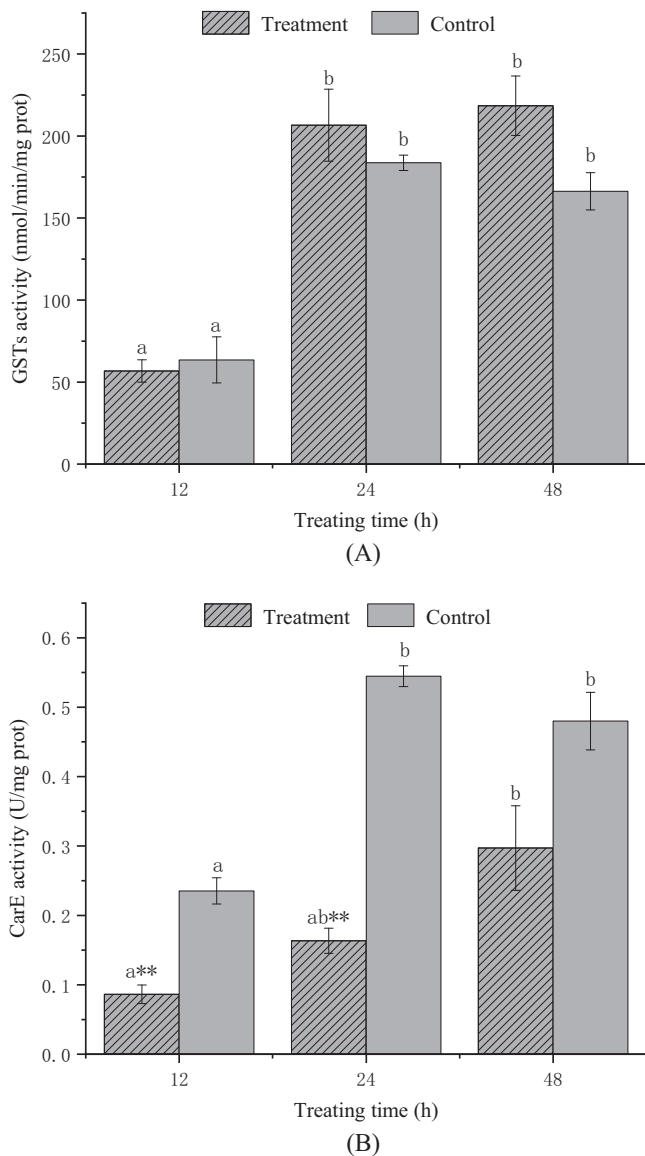 Treatment Control
GSTs activity (nmol/min/mg prot)
250
200
150
100
50
0
a a b b b b
12 24 48
Treating time (h)
(A)
Treatment Control
CarE activity (U/mg prot)
0.6
0.5
0.4
0.3
0.2
0.1
0.0
a** a ab** b b b
12 24 48
Treating time (h)
(B)